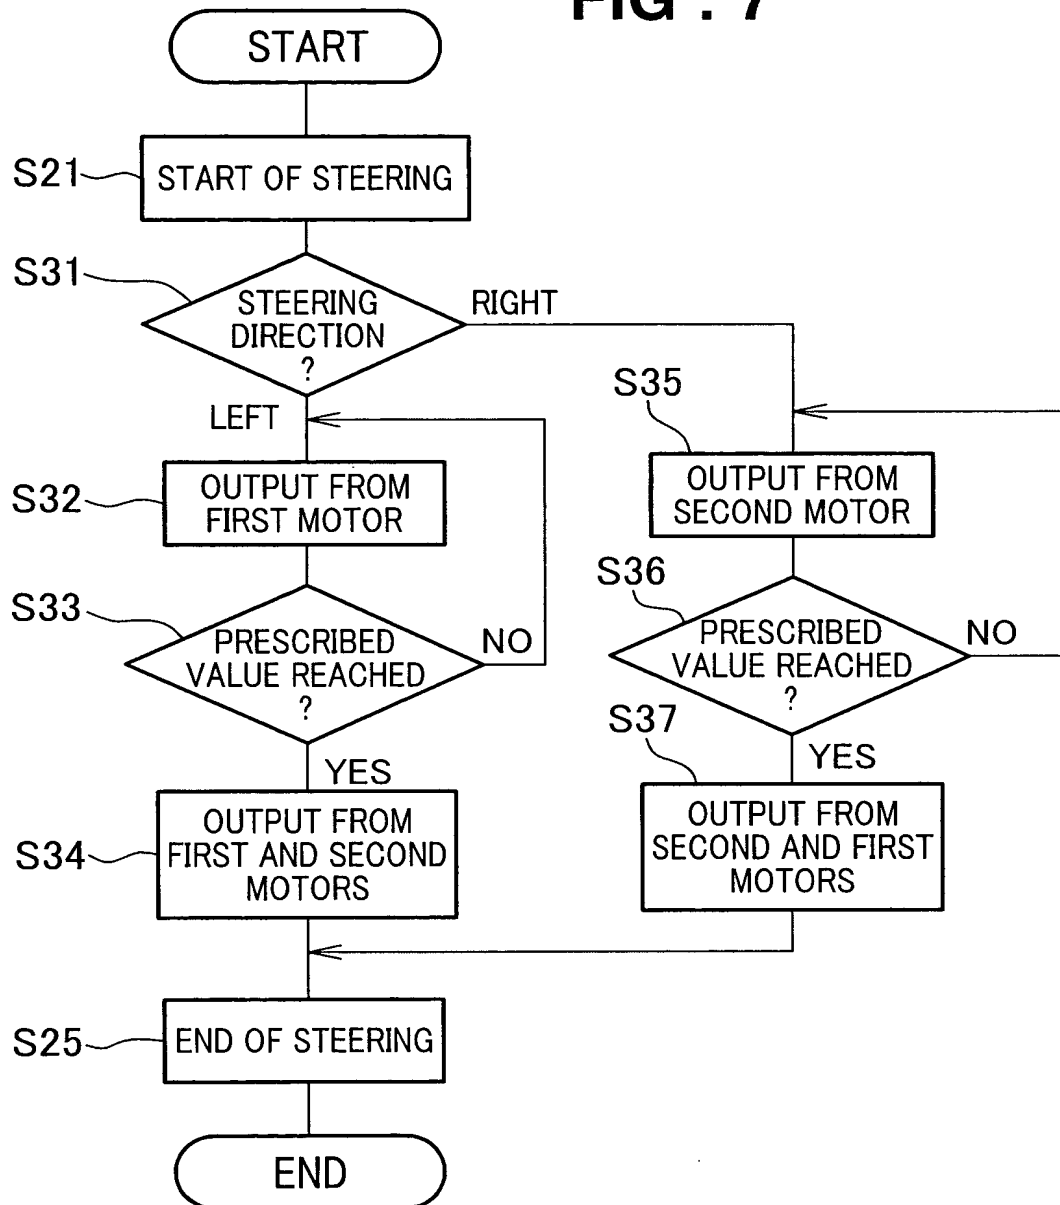 FIG . 7
START
S21
START OF STEERING
S31
STEERING
DIRECTION
?
RIGHT
LEFT
S32
OUTPUT FROM
FIRST MOTOR
S33
PRESCRIBED
VALUE REACHED
?
NO
YES
S34
OUTPUT FROM
FIRST AND SECOND
MOTORS
S35
OUTPUT FROM
SECOND MOTOR
S36
PRESCRIBED
VALUE REACHED
?
NO
S37
YES
OUTPUT FROM
SECOND AND FIRST
MOTORS
S25
END OF STEERING
END